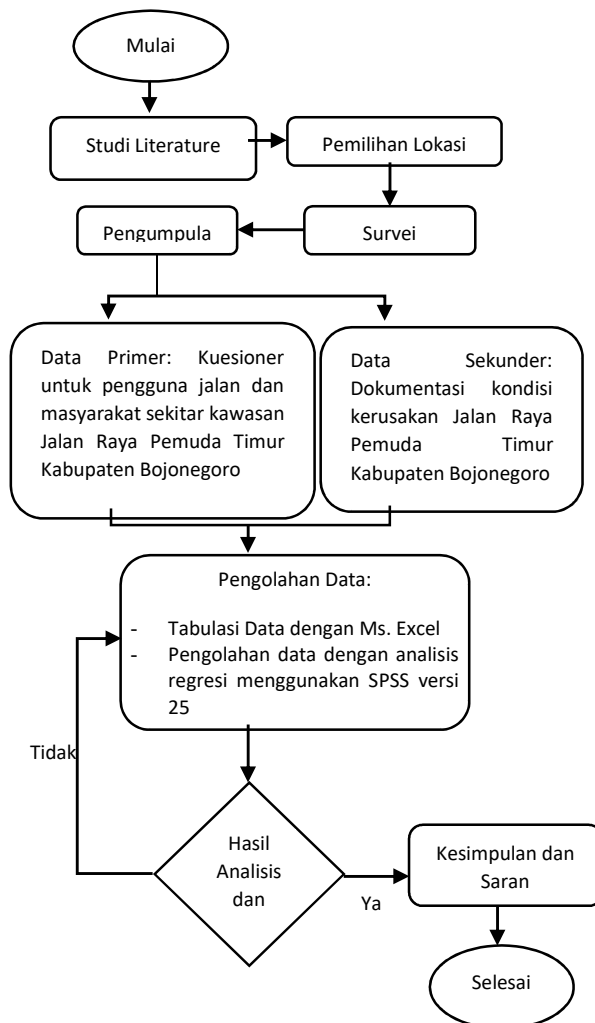 Mulai
Studi Literature
Pemilihan Lokasi
Pengumpula
Survei
Data Primer: Kuesioner
untuk pengguna jalan dan
masyarakat sekitar kawasan
Jalan Raya Pemuda Timur
Kabupaten Bojonegoro
Data Sekunder:
Dokumentasi kondisi
kerusakan Jalan Raya
Pemuda Timur
Kabupaten Bojonegoro
Pengolahan Data:
- Tabulasi Data dengan Ms. Excel
- Pengolahan data dengan analisis
regresi menggunakan SPSS versi
25
Tidak
Hasil
Analisis
dan
Ya
Kesimpulan dan
Saran
Selesai